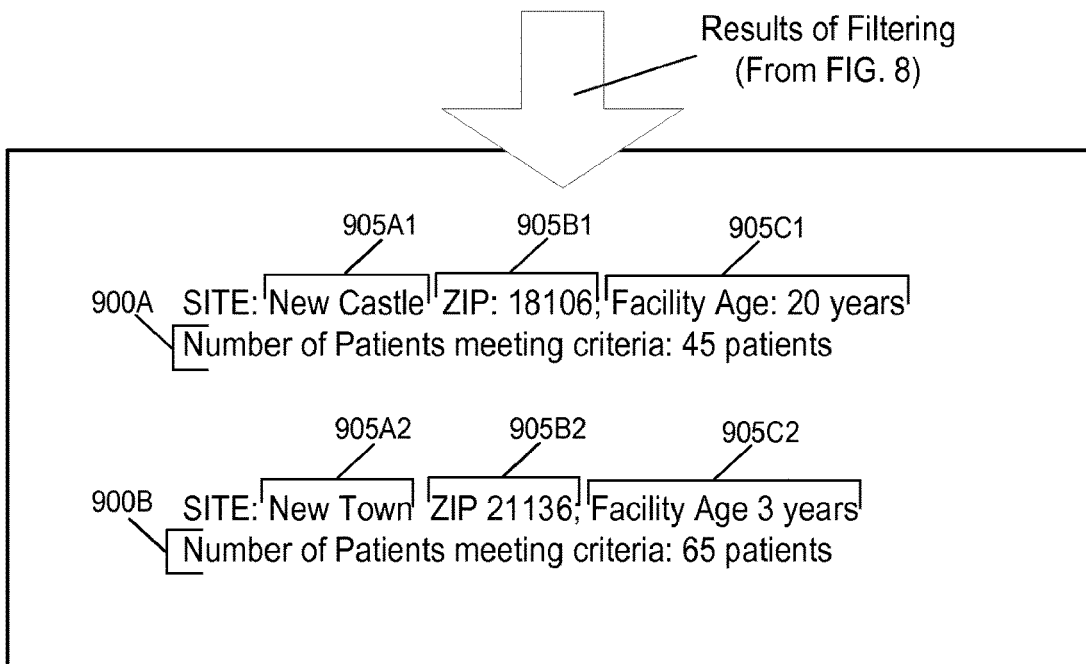 Results of Filtering
(From FIG. 8)
905A1 905B1 905C1
900A SITE: New Castle ZIP: 18106; Facility Age: 20 years
Number of Patients meeting criteria: 45 patients
905A2 905B2 905C2
900B SITE: New Town ZIP 21136; Facility Age 3 years
Number of Patients meeting criteria: 65 patients